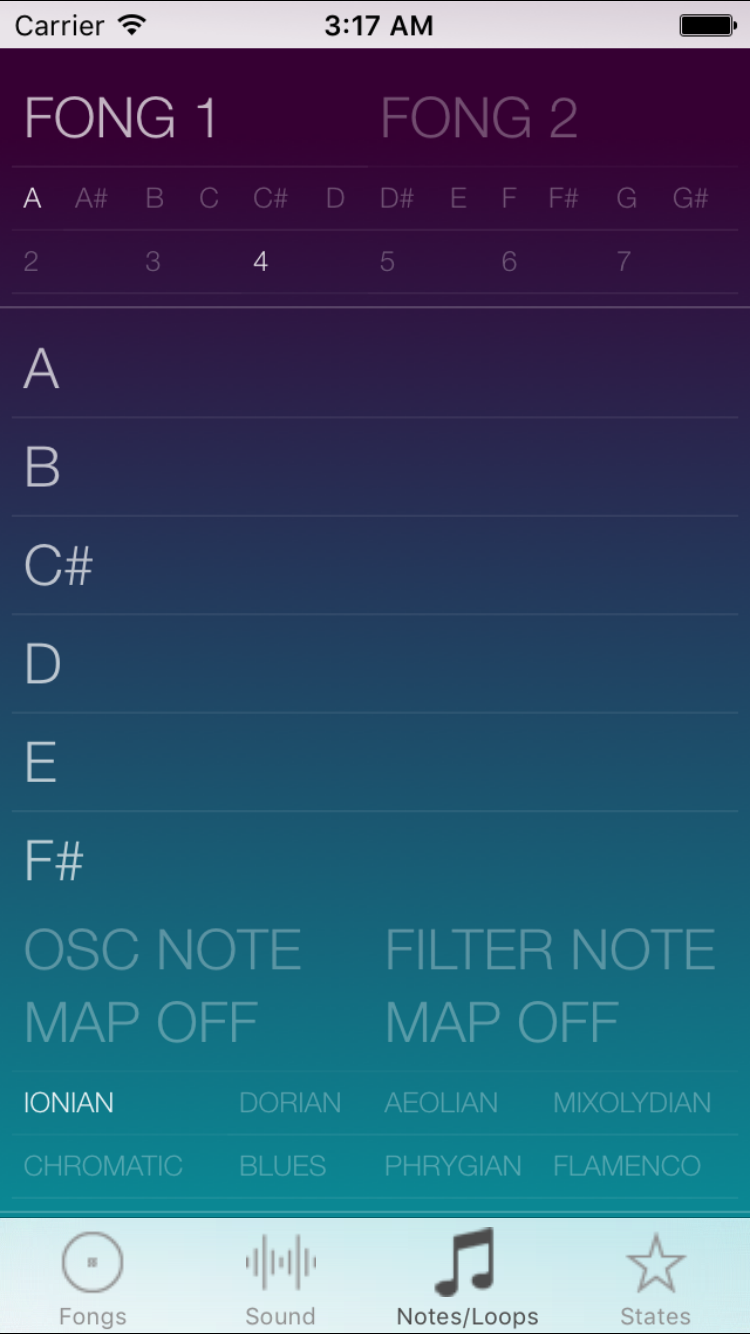 Carrier 3:17 AM
FONG 1 FONG 2
A A# B C C# D D# E F F# G G#
2 3 4 5 6 7
A
B
C#
D
E
F#
OSC NOTE FILTER NOTE
MAP OFF MAP OFF
IONIAN DORIAN AEOLIAN MIXOLYDIAN
CHROMATIC BLUES PHRYGIAN FLAMENCO
Fongs Sound Notes/Loops States